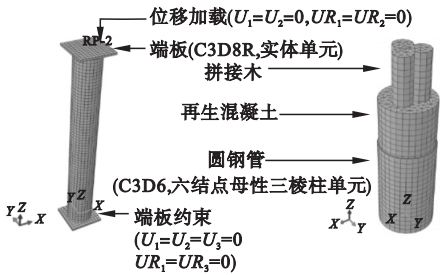 位移加载(U₁=U₂=0,UR₁=UR₂=0)
RP-2
端板(C3D8R,实体单元)
拼接木
再生混凝土
圆钢管
(C3D6,六结点母性三棱柱单元)
Y Z X
端板约束
(U₁=U₂=U₃=0
UR₁=UR₃=0)
Y Z X
Z X Y
Z X Y